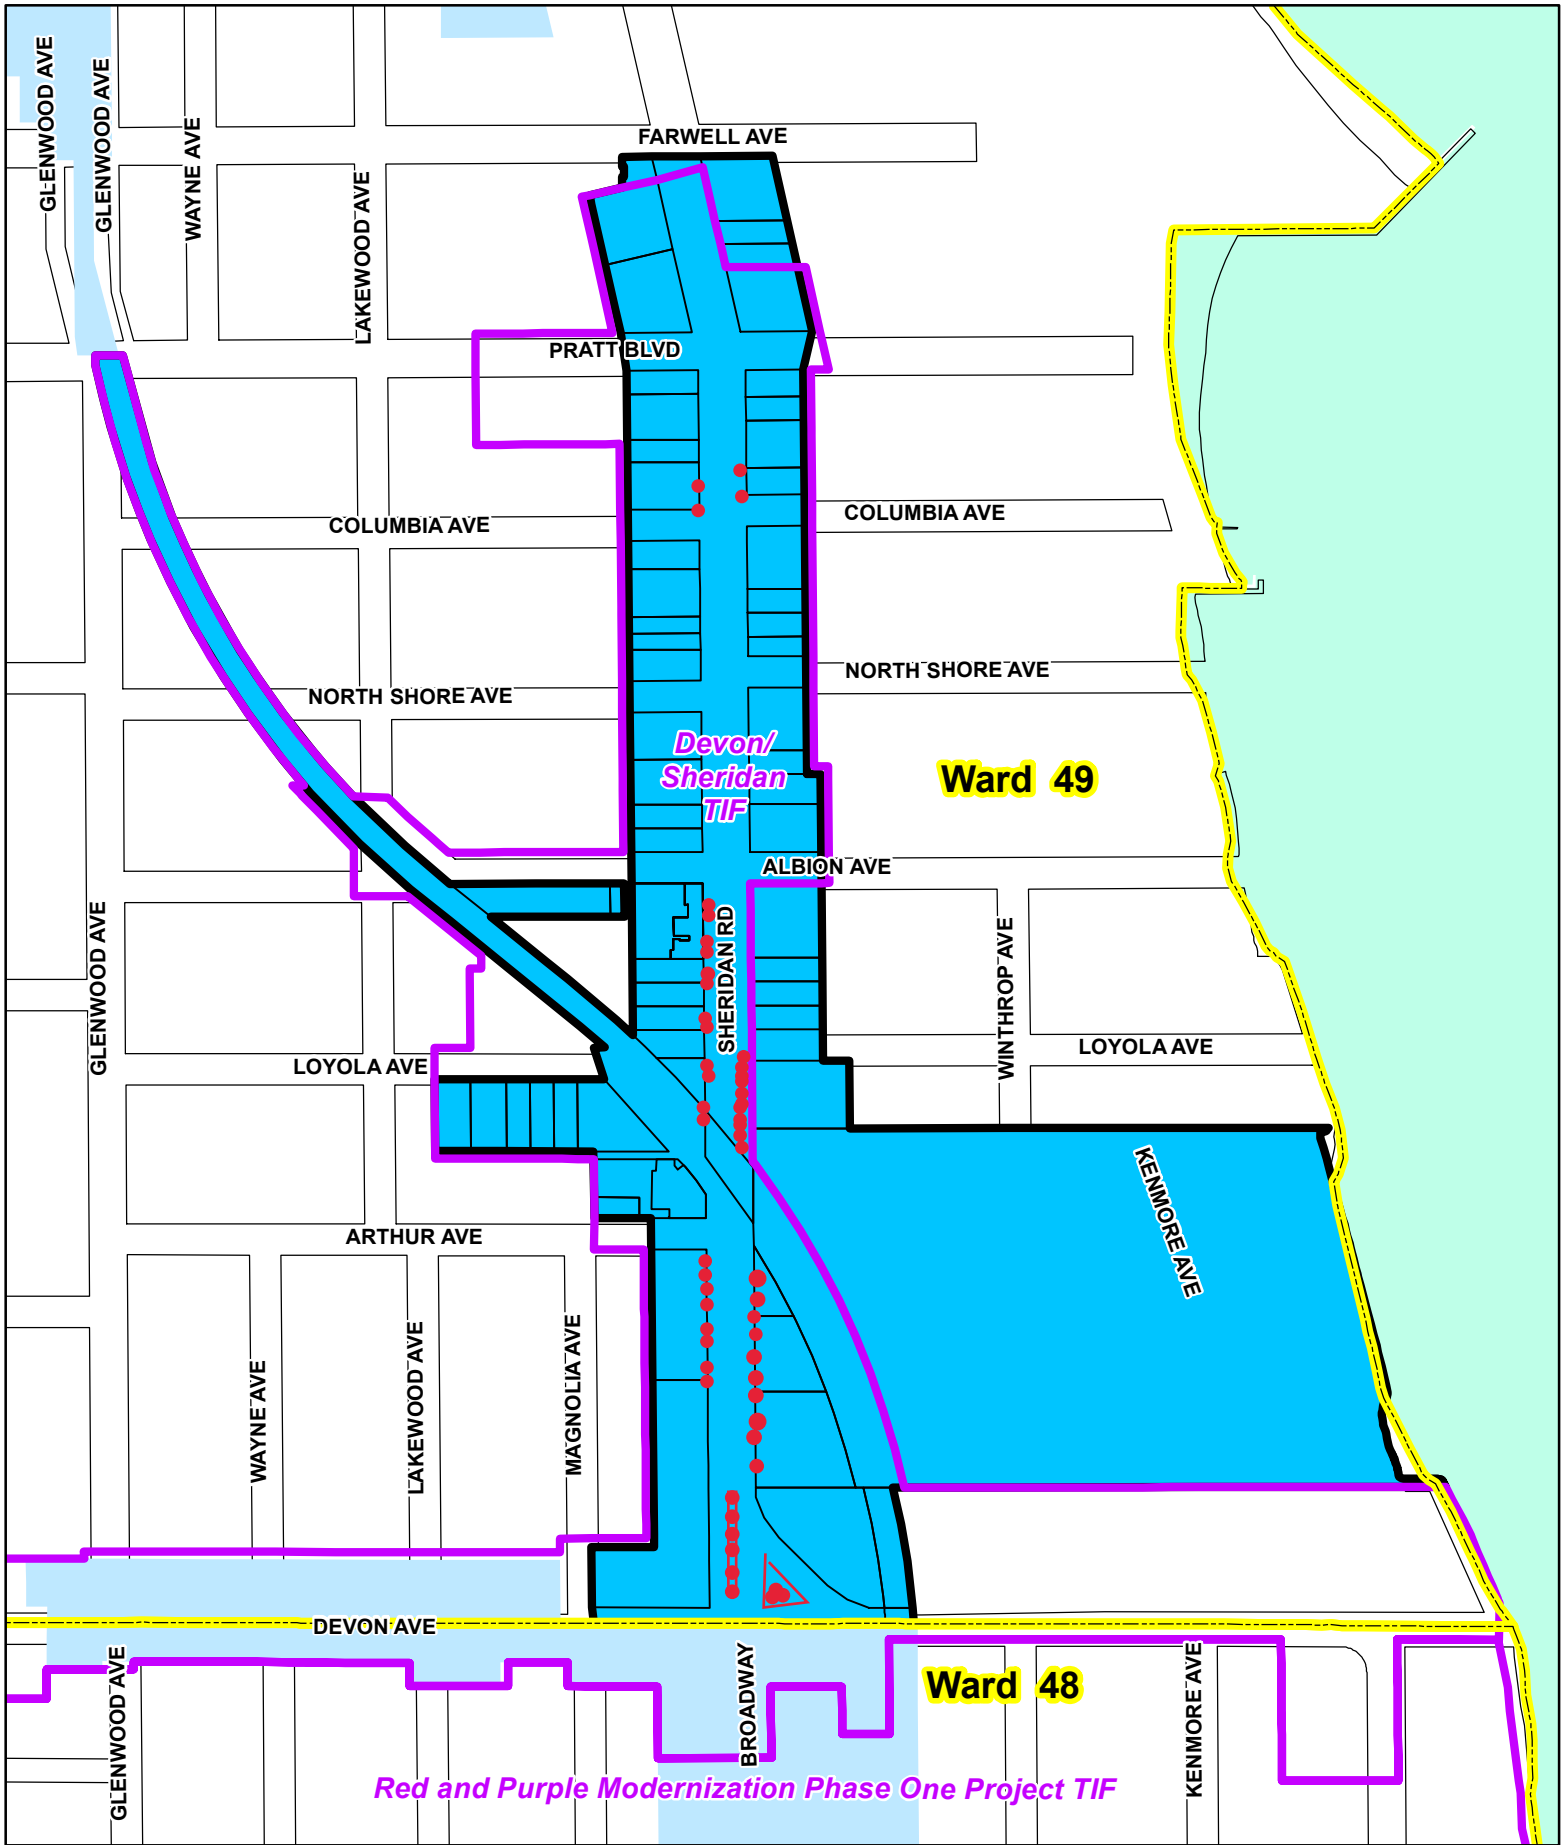 GLENWOOD AVE
GLENWOOD AVE
WAYNE AVE
LAKEWOOD AVE
FARWELL AVE
PRATT BLVD
COLUMBIA AVE
COLUMBIA AVE
NORTH SHORE AVE
NORTH SHORE AVE
Devon/
Sheridan
TIF
Ward 49
ALBION AVE
GLENWOOD AVE
SHERIDAN RD
WINTHROP AVE
LOYOLA AVE
LOYOLA AVE
KENMORE AVE
ARTHUR AVE
WAYNE AVE
LAKEWOOD AVE
MAGNOLIA AVE
DEVON AVE
GLENWOOD AVE
BROADWAY
Ward 48
KENMORE AVE
Red and Purple Modernization Phase One Project TIF